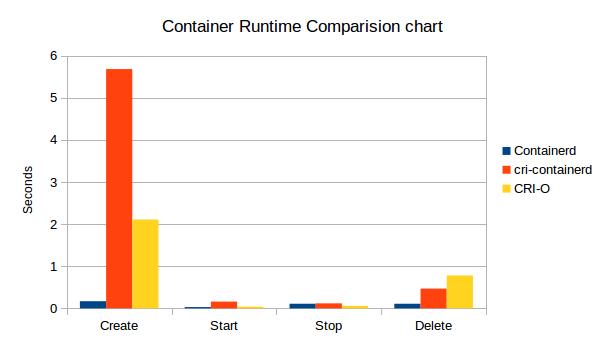 Container Runtime Comparision chart
6
5
4
3
2
1
0
Seconds
Create
Start
Stop
Delete
Containerd
cri-containerd
CRI-O